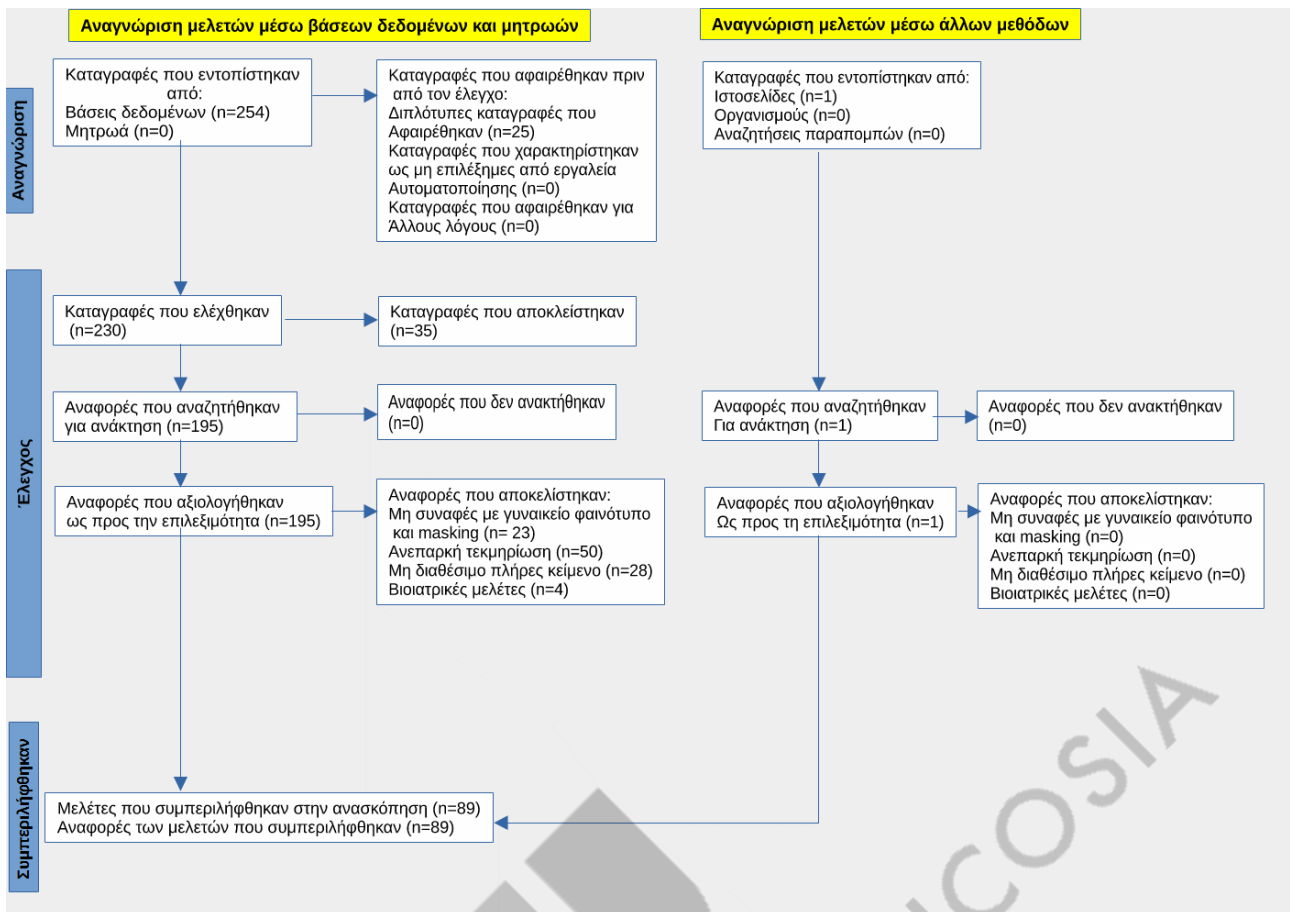 Αναγνώριση μελετών μέσω βάσεων δεδομένων και μητρωών
Αναγνώριση μελετών μέσω άλλων μεθόδων
Αναγνώριση
Καταγραφές που εντοπίστηκαν
από:
Βάσεις δεδομένων (n=254)
Μητρωά (n=0)
Καταγραφές που αφαιρέθηκαν πριν
από τον έλεγχο:
Διπλότυπες καταγραφές που
Αφαιρέθηκαν (n=25)
Καταγραφές που χαρακτηρίστηκαν
ως μη επιλέξημες από εργαλεία
Αυτοματοποίησης (n=0)
Καταγραφές που αφαιρέθηκαν για
Άλλους λόγους (n=0)
Καταγραφές που εντοπίστηκαν από:
Ιστοσελίδες (n=1)
Οργανισμούς (n=0)
Αναζητήσεις παραπομπών (n=0)
Έλεγχος
Καταγραφές που ελέχθηκαν
(n=230)
Καταγραφές που αποκλείστηκαν
(n=35)
Αναφορές που αναζητήθηκαν
για ανάκτηση (n=195)
Αναφορές που δεν ανακτήθηκαν
(n=0)
Αναφορές που αναζητήθηκαν
Για ανάκτηση (n=1)
Αναφορές που δεν ανακτήθηκαν
(n=0)
Αναφορές που αξιολογήθηκαν
ως προς την επιλεξιμότητα (n=195)
Αναφορές που αποκελίστηκαν:
Μη συναφές με γυναικείο φαινότυπο
και masking (n= 23)
Ανεπαρκή τεκμηρίωση (n=50)
Μη διαθέσιμο πλήρες κείμενο (n=28)
Βιοιατρικές μελέτες (n=4)
Αναφορές που αξιολογήθηκαν
Ως προς τη επιλεξιμότητα (n=1)
Αναφορές που αποκελίστηκαν:
Μη συναφές με γυναικείο φαινότυπο
και masking (n=0)
Ανεπαρκή τεκμηρίωση (n=0)
Μη διαθέσιμο πλήρες κείμενο (n=0)
Βιοιατρικές μελέτες (n=0)
Συμπεριλήφθηκαν
Μελέτες που συμπεριλήφθηκαν στην ανασκόπηση (n=89)
Αναφορές των μελετών που συμπεριλήφθηκαν (n=89)